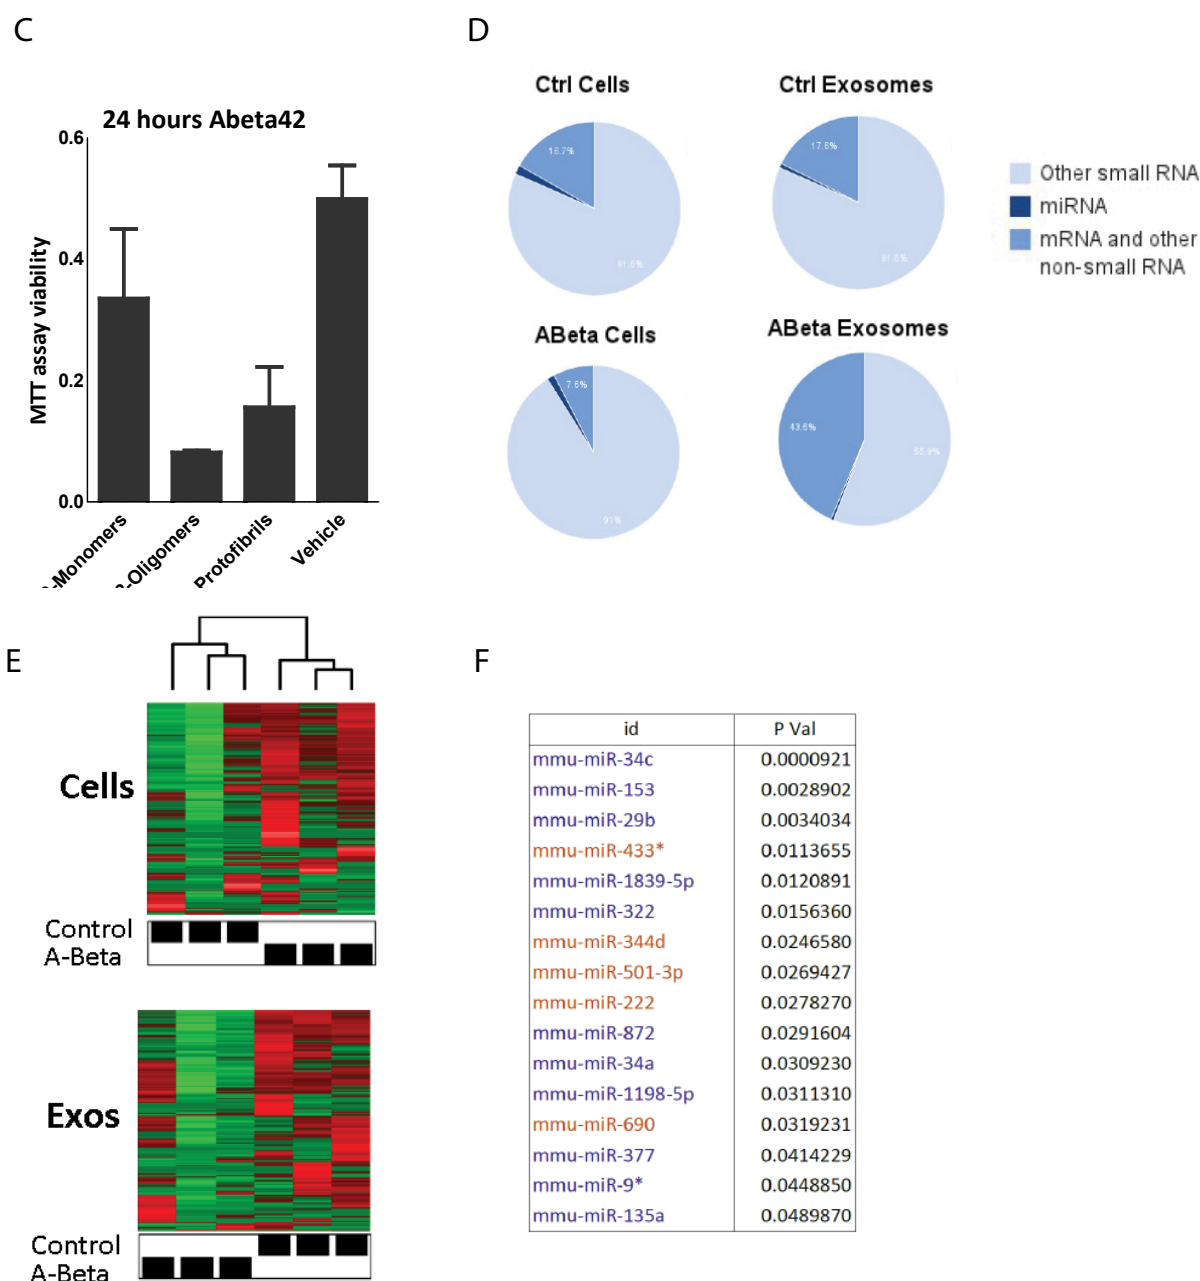 C
24 hours Abeta42
MTT assay viability
0.6
0.4
0.2
0.0
-Monomers
-Oligomers
Protofibrils
Vehicle
D
Ctrl Cells
16.7%
81.6%
Ctrl Exosomes
17.6%
81.6%
Other small RNA
miRNA
mRNA and other
non-small RNA
ABeta Cells
7.6%
91%
ABeta Exosomes
43.6%
55.9%
E
Cells
Control
A-Beta
Exos
Control
A-Beta
F
id P Val
mmu-miR-34c 0.0000921
mmu-miR-153 0.0028902
mmu-miR-29b 0.0034034
mmu-miR-433* 0.0113655
mmu-miR-1839-5p 0.0120891
mmu-miR-322 0.0156360
mmu-miR-344d 0.0246580
mmu-miR-501-3p 0.0269427
mmu-miR-222 0.0278270
mmu-miR-872 0.0291604
mmu-miR-34a 0.0309230
mmu-miR-1198-5p 0.0311310
mmu-miR-690 0.0319231
mmu-miR-377 0.0414229
mmu-miR-9* 0.0448850
mmu-miR-135a 0.0489870